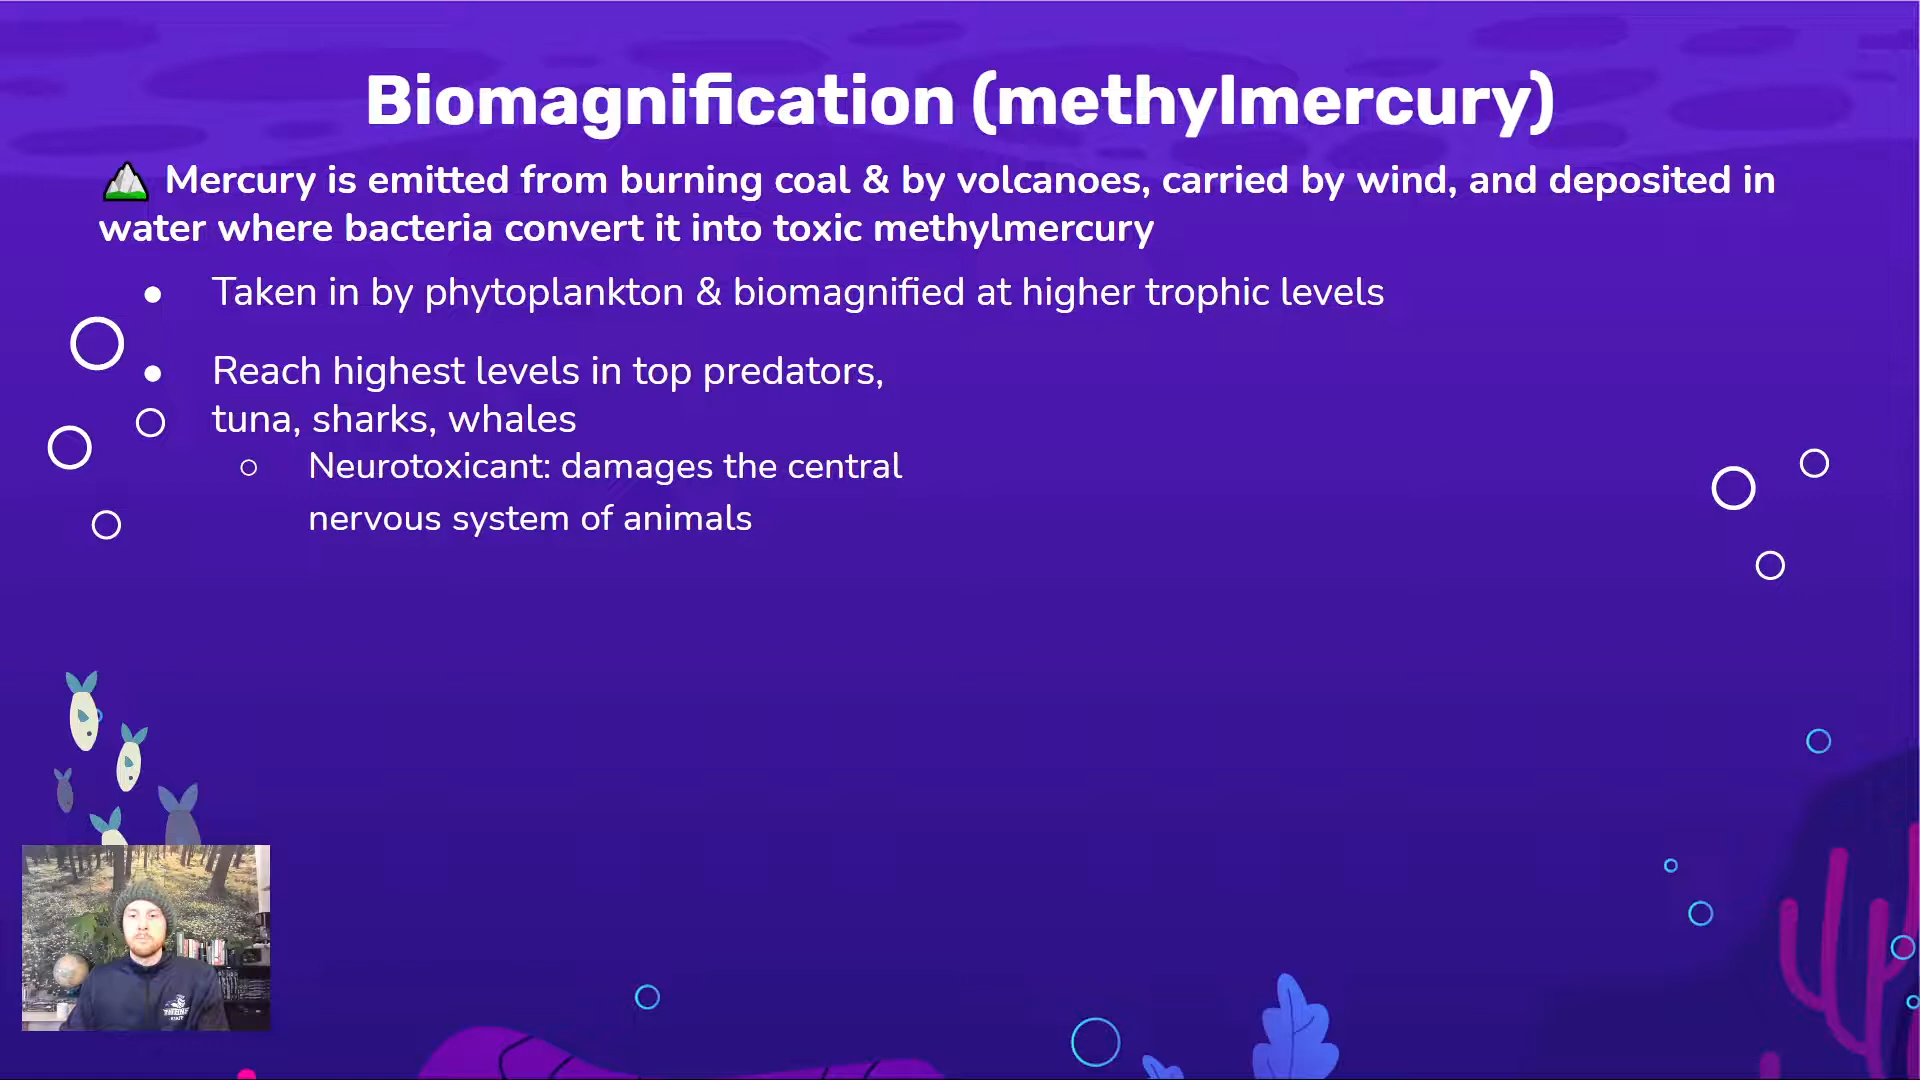 Biomagnification (methylmercury)
Mercury is emitted from burning coal & by volcanoes, carried by wind, and deposited in
water where bacteria convert it into toxic methylmercury
● Taken in by phytoplankton & biomagnified at higher trophic levels
● Reach highest levels in top predators,
tuna, sharks, whales
○ Neurotoxicant: damages the central
nervous system of animals